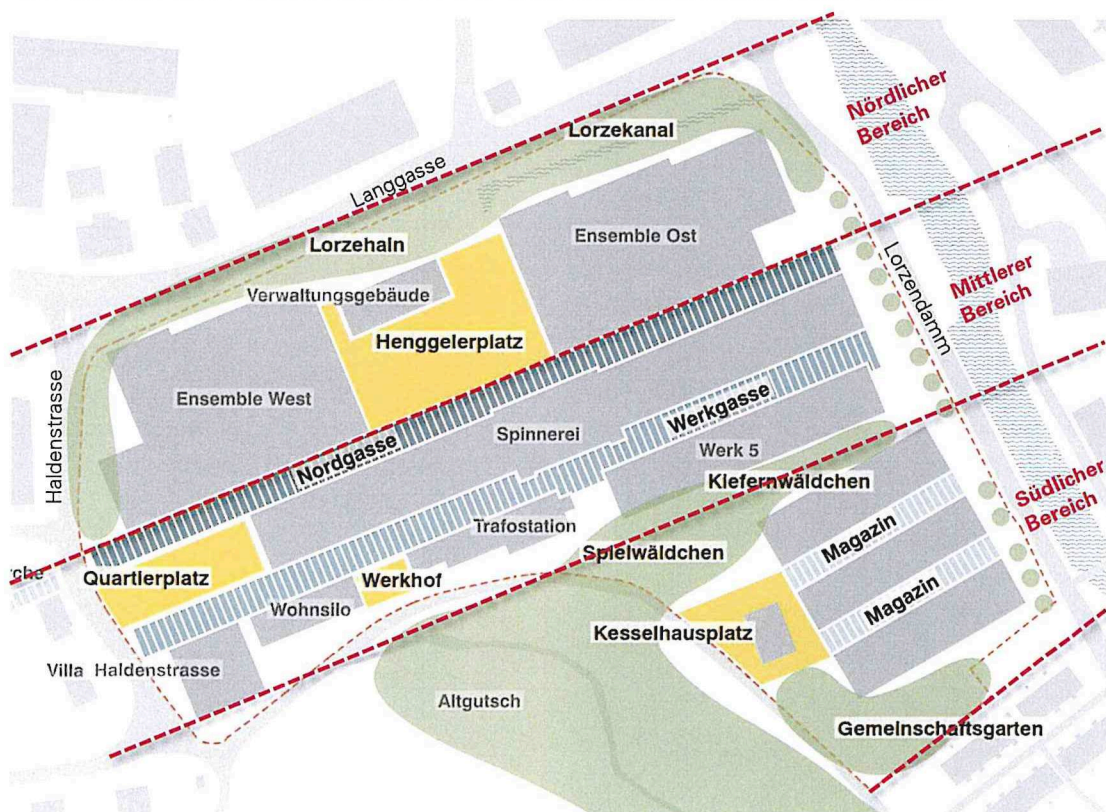 Nördlicher
Bereich
Lorzekanal
Langgasse
Lorzehain
Ensemble Ost
Verwaltungsgebäude
Henggelerplatz
Lorzendamm
Mittlerer
Bereich
Haldenstrasse
Ensemble West
Spinnerei
Werkgasse
Nordgasse
Werk 5
Kiefernwäldchen
Südlicher
Bereich
Trafostation
Magazin
Spielwäldchen
Quartierplatz
Werkhof
Wohnsilo
Magazin
Kesselhausplatz
Villa Haldenstrasse
Altgutsch
Gemeinschaftsgarten